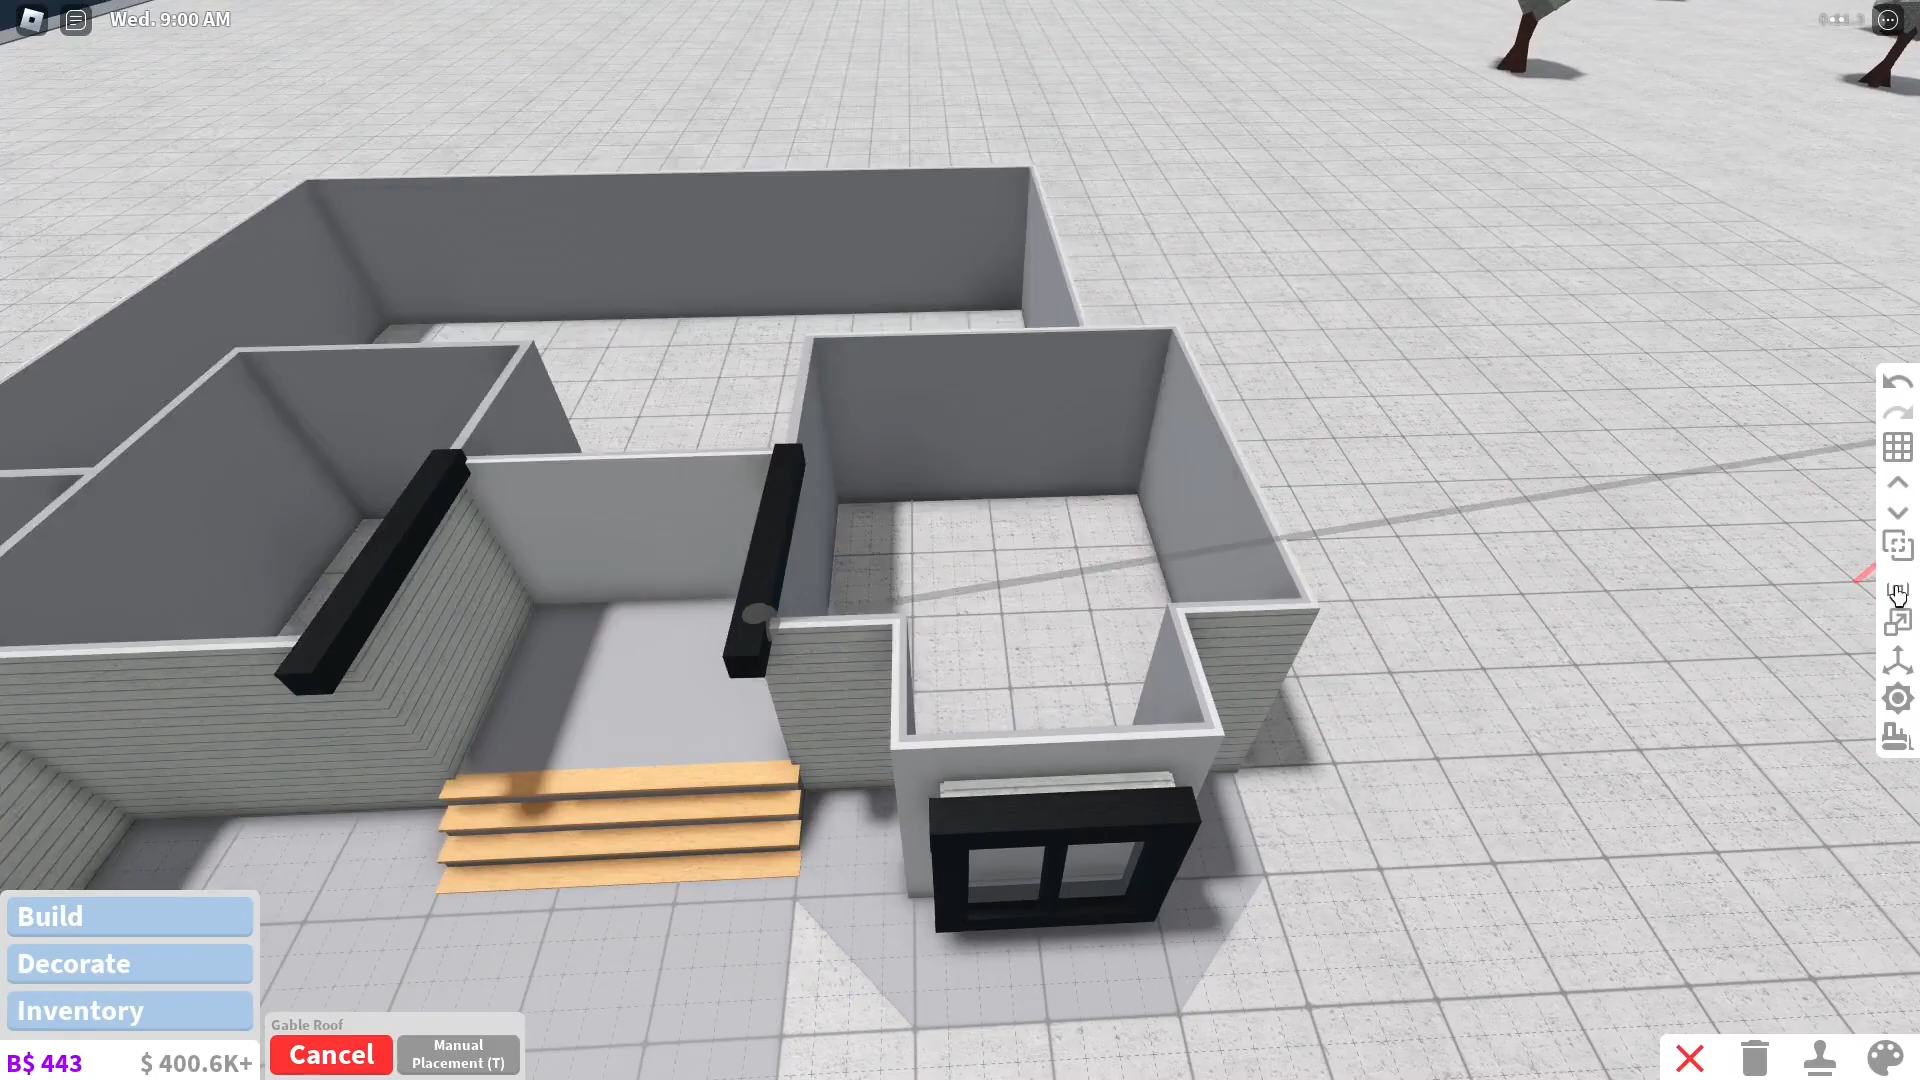 Wed. 9:00 AM
Build
Decorate
Inventory
B$ 443
$ 400.6K+
Gable Roof
Cancel
Manual
Placement (T)